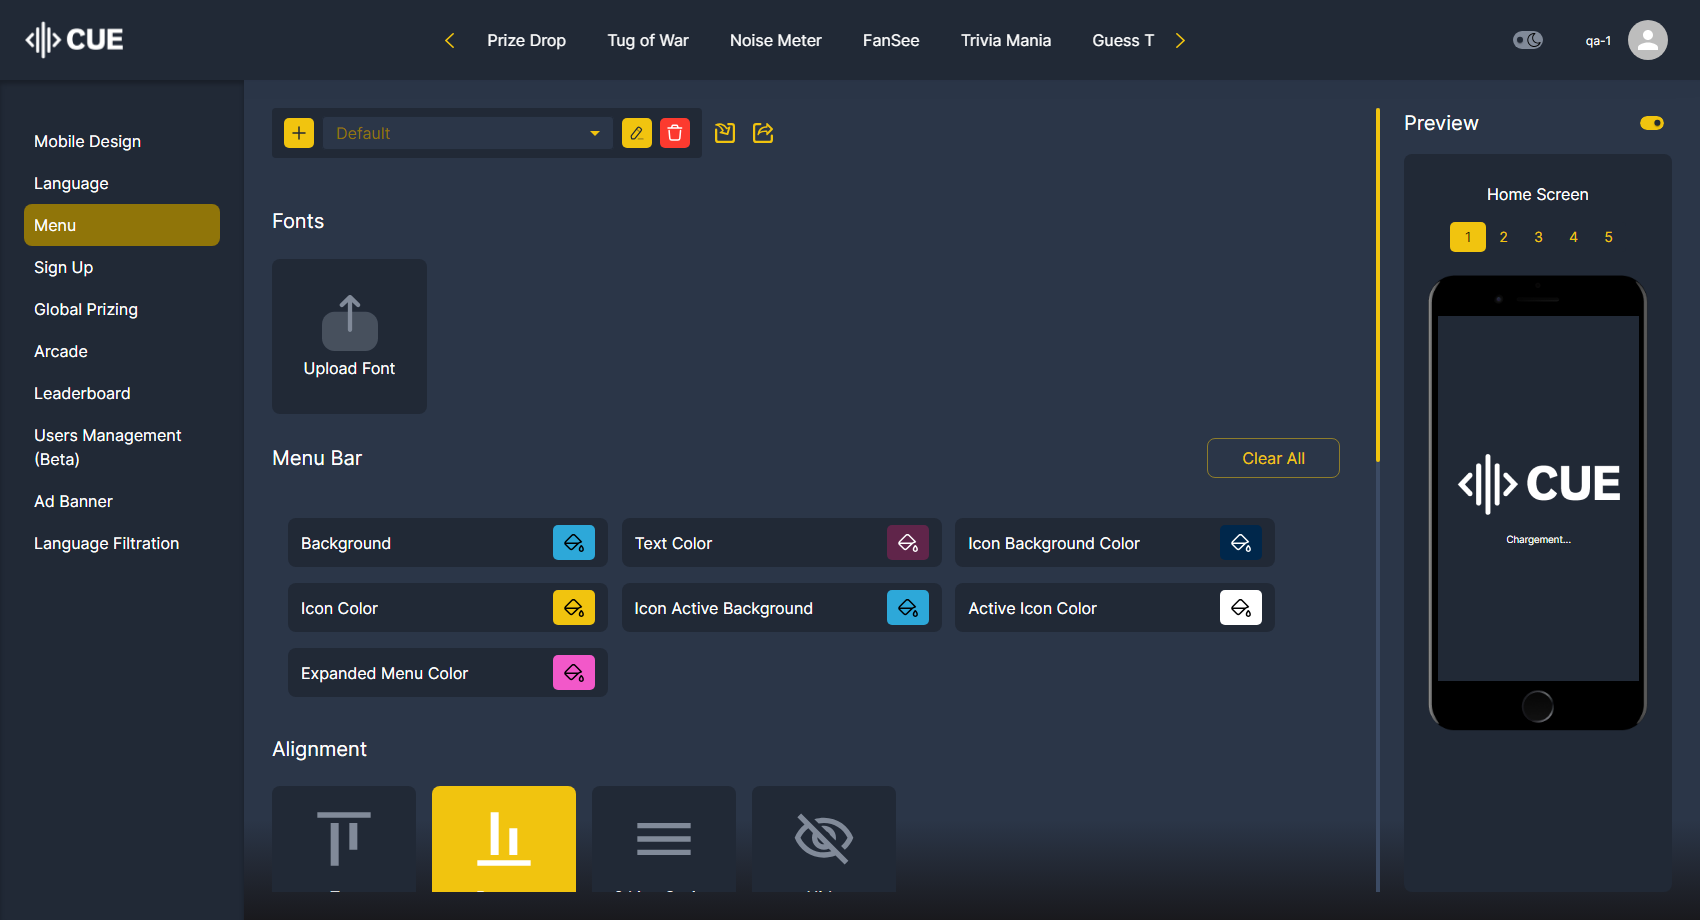 CUE
Prize Drop
Tug of War
Noise Meter
FanSee
Trivia Mania
Guess T
qa-1
Mobile Design
Language
Menu
Sign Up
Global Prizing
Arcade
Leaderboard
Users Management
(Beta)
Ad Banner
Language Filtration
Default
Fonts
Upload Font
Menu Bar
Clear All
Background
Text Color
Icon Background Color
Icon Color
Icon Active Background
Active Icon Color
Expanded Menu Color
Alignment
Preview
Home Screen
1 2 3 4 5
CUE
Chargement...